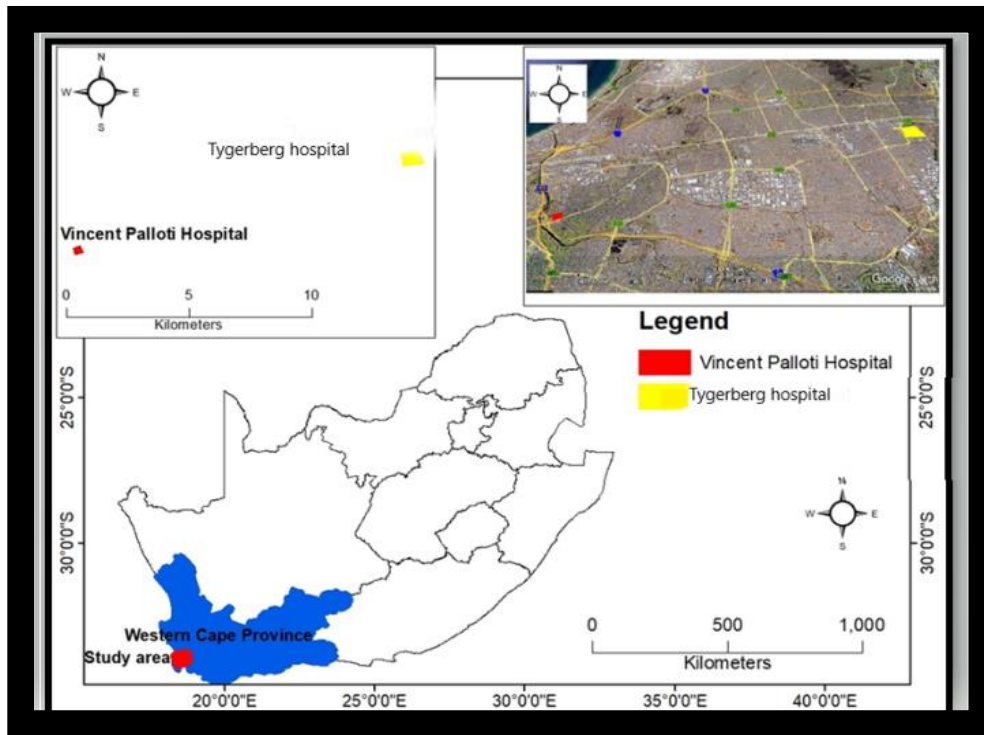 N
W E
S
Tygerberg hospital
Vincent Palloti Hospital
0 5 10
Kilometers
N
W E
S
Google Earth
Legend
Vincent Palloti Hospital
Tygerberg hospital
25°0'0"S
25°0'0"S
30°0'0"S
30°0'0"S
N
W E
S
Western Cape Province
Study area
0 500 1,000
Kilometers
20°0'0"E 25°0'0"E 30°0'0"E 35°0'0"E 40°0'0"E